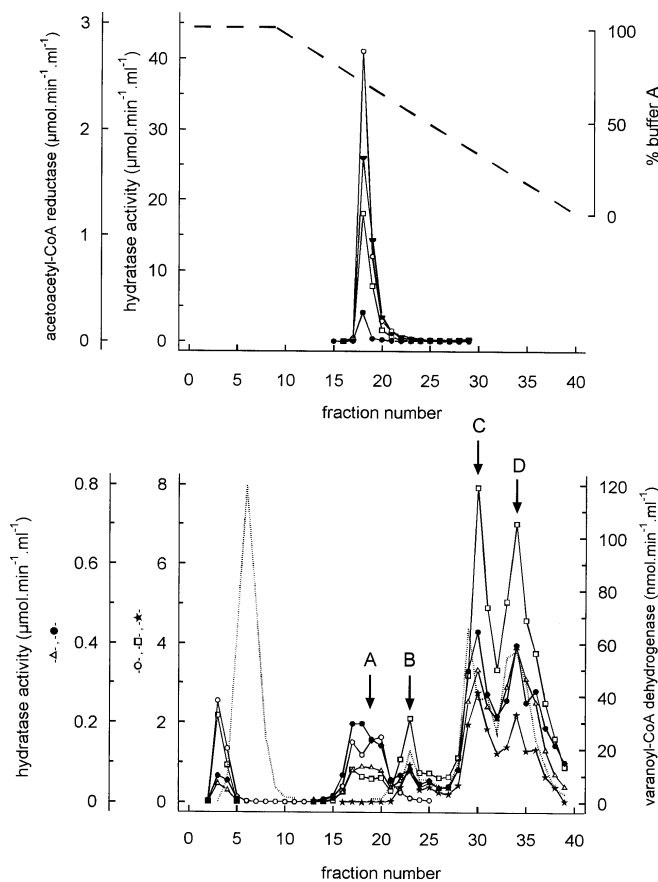 acetoacetyl-CoA reductase (µmol.min⁻¹.ml⁻¹)
3
2
1
0
hydratase activity (µmol.min⁻¹.ml⁻¹)
40
30
20
10
0
100
50
0
% buffer A
0 5 10 15 20 25 30 35 40
fraction number
hydratase activity (µmol.min⁻¹.ml⁻¹)
-△-, -●-
0.8
0.6
0.4
0.2
0
-○-, -□-, -★-
8
6
4
2
0
A
B
C
D
120
100
80
60
40
20
0
varanoyl-CoA dehydrogenase (nmol.min⁻¹.ml⁻¹)
0 5 10 15 20 25 30 35 40
fraction number